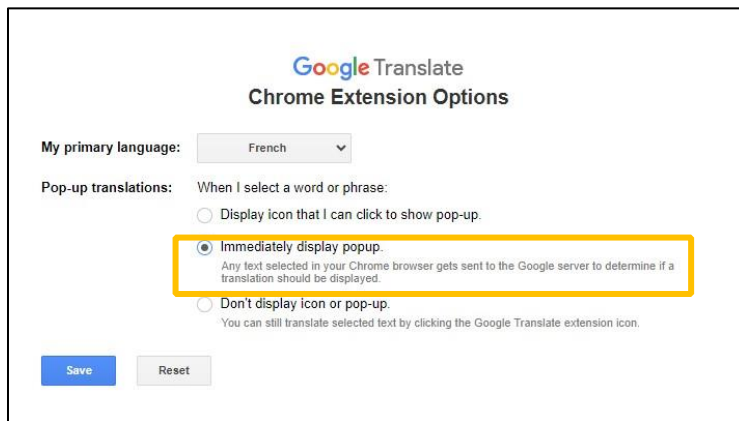 Google Translate
Chrome Extension Options
My primary language: French
Pop-up translations: When I select a word or phrase:
Display icon that I can click to show pop-up.
Immediately display popup.
Any text selected in your Chrome browser gets sent to the Google server to determine if a
translation should be displayed.
Don't display icon or pop-up.
You can still translate selected text by clicking the Google Translate extension icon.
Save Reset